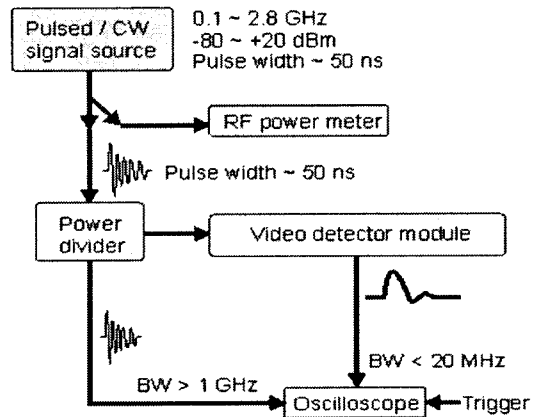 Pulsed / CW
signal source
0.1 ~ 2.8 GHz
-80 ~ +20 dBm
Pulse width ~ 50 ns
RF power meter
Pulse width ~ 50 ns
Power
divider
Video detector module
BW > 1 GHz
BW < 20 MHz
Oscilloscope
Trigger